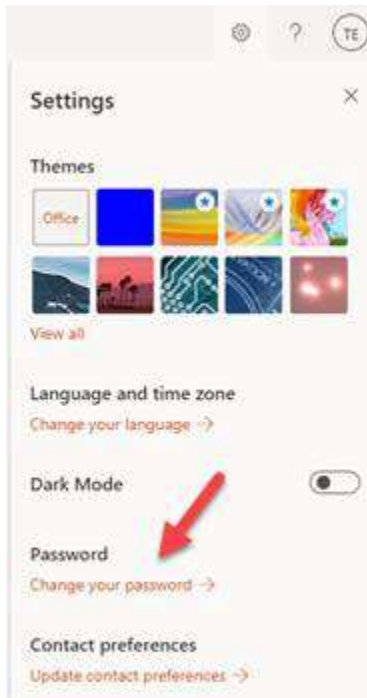 ?
TE
Settings
Themes
Office
View all
Language and time zone
Change your language →
Dark Mode
Password
Change your password →
Contact preferences
Update contact preferences →